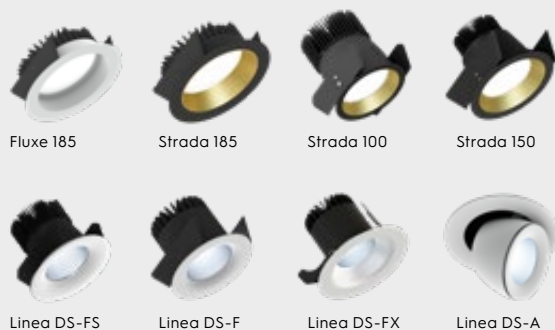 Fluxe 185 Strada 185 Strada 100 Strada 150
Linea DS-FS Linea DS-F Linea DS-FX Linea DS-A